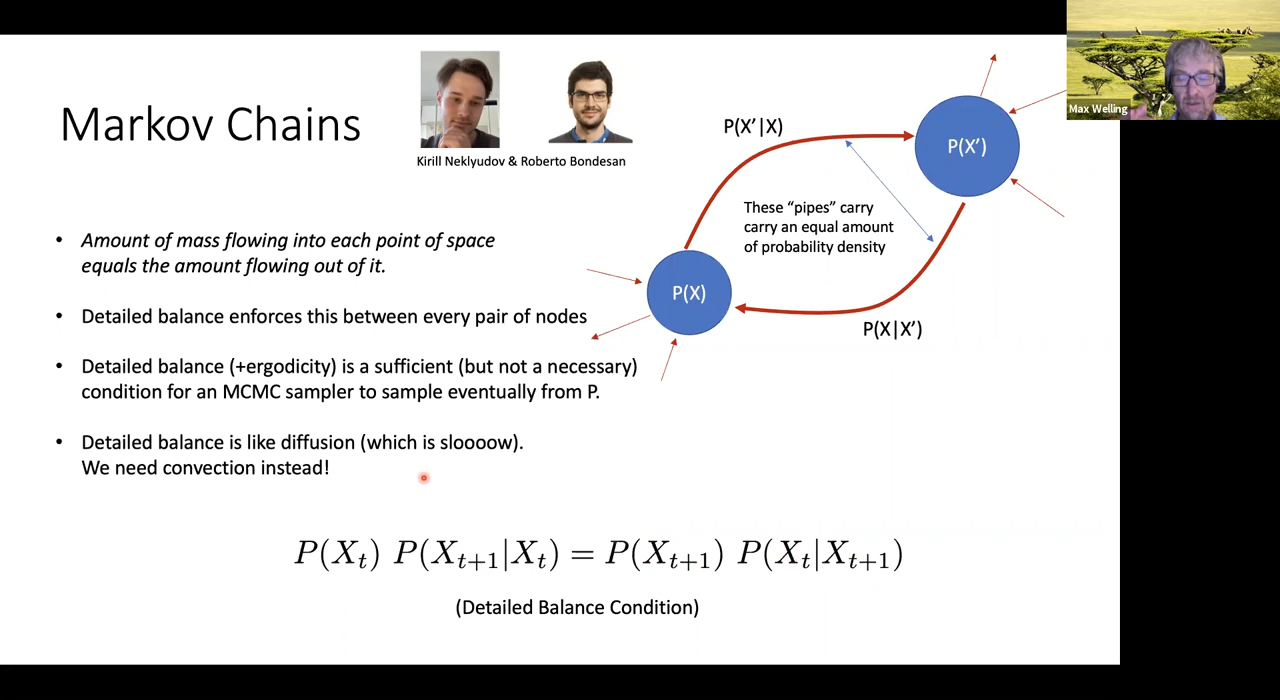 Max Welling
Markov Chains
Kirill Neklyudov & Roberto Bondesan
P(X'|X)
P(X')
These “pipes” carry
carry an equal amount
of probability density
P(X)
P(X|X’)
• Amount of mass flowing into each point of space
equals the amount flowing out of it.
• Detailed balance enforces this between every pair of nodes
• Detailed balance (+ergodicity) is a sufficient (but not a necessary)
condition for an MCMC sampler to sample eventually from P.
• Detailed balance is like diffusion (which is sloooow).
We need convection instead!
P(X_t) P(X_{t+1}|X_t) = P(X_{t+1}) P(X_t|X_{t+1})
(Detailed Balance Condition)